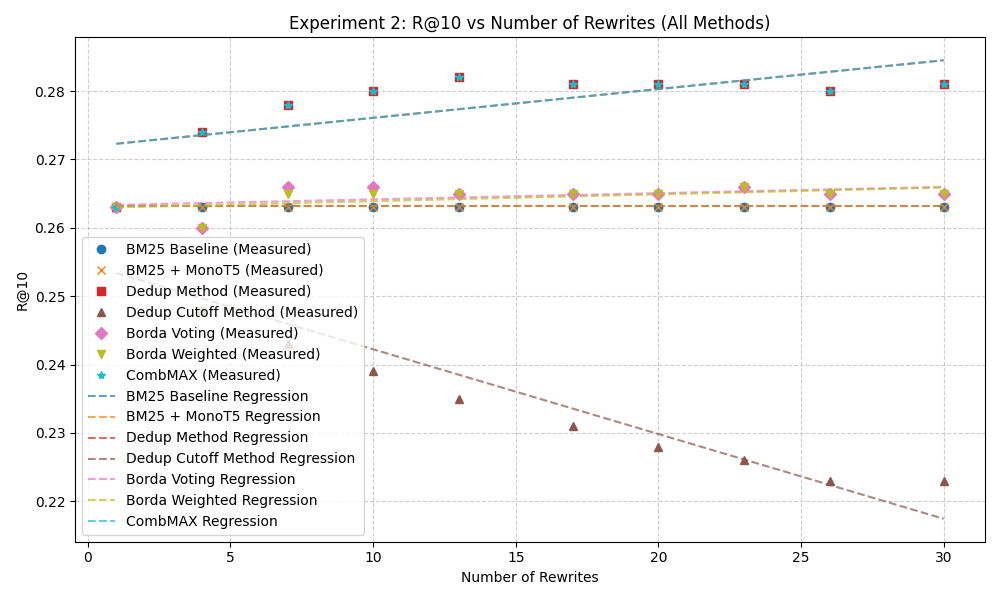 Experiment 2: R@10 vs Number of Rewrites (All Methods)
R@10
0.28
0.27
0.26
0.25
0.24
0.23
0.22
BM25 Baseline (Measured)
BM25 + MonoT5 (Measured)
Dedup Method (Measured)
Dedup Cutoff Method (Measured)
Borda Voting (Measured)
Borda Weighted (Measured)
CombMAX (Measured)
BM25 Baseline Regression
BM25 + MonoT5 Regression
Dedup Method Regression
Dedup Cutoff Method Regression
Borda Voting Regression
Borda Weighted Regression
CombMAX Regression
0 5 10 15 20 25 30
Number of Rewrites